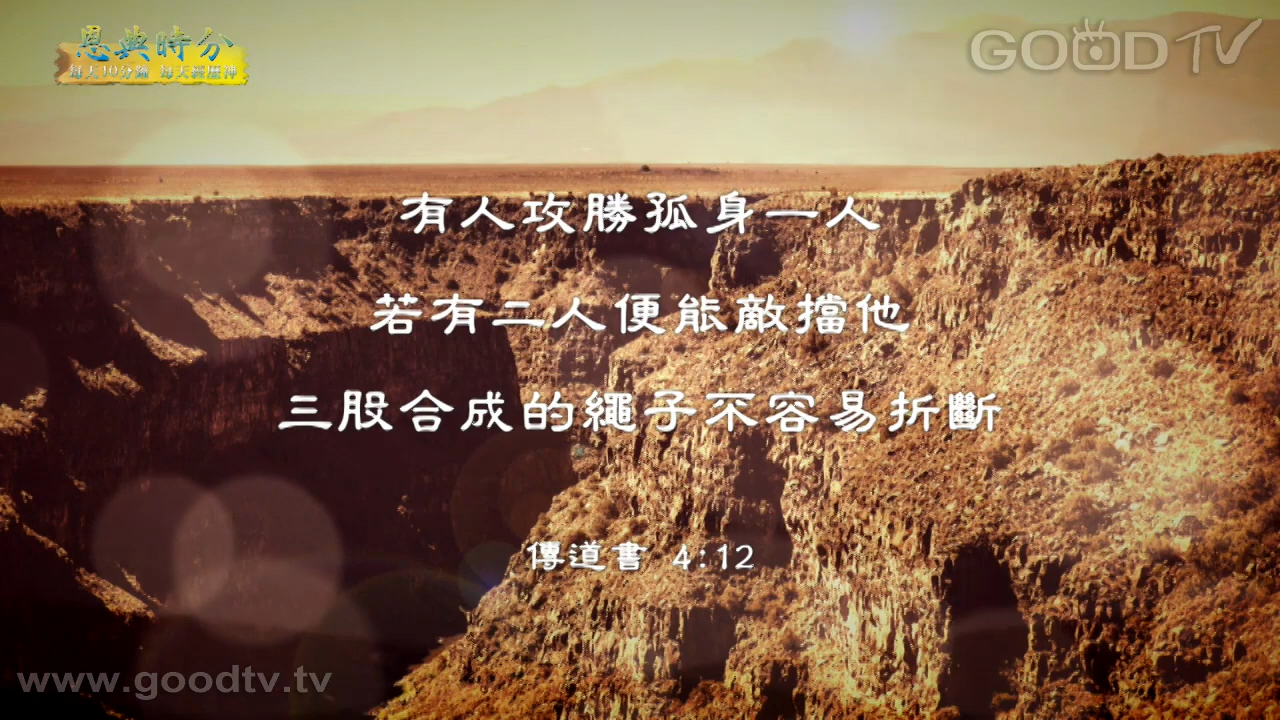 恩典時分
每天10分鐘 每天經歷神
GOOD TV
有人攻勝孤身一人
若有二人便能敵擋他
三股合成的繩子不容易折斷
傳道書 4:12
www.goodtv.tv